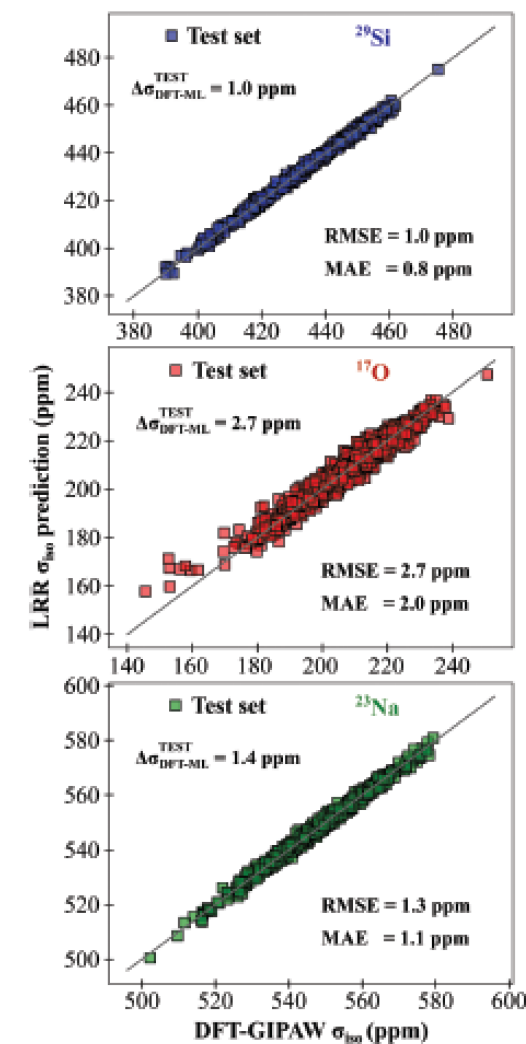 LRR σiso prediction (ppm)
Test set
29Si
ΔσTESTDFT-ML = 1.0 ppm
RMSE = 1.0 ppm
MAE = 0.8 ppm
480
460
440
420
400
380
380 400 420 440 460 480
Test set
17O
ΔσTESTDFT-ML = 2.7 ppm
RMSE = 2.7 ppm
MAE = 2.0 ppm
240
220
200
180
160
140
140 160 180 200 220 240
Test set
23Na
ΔσTESTDFT-ML = 1.4 ppm
RMSE = 1.3 ppm
MAE = 1.1 ppm
600
580
560
540
520
500
500 520 540 560 580 600
DFT-GIPAW σiso (ppm)